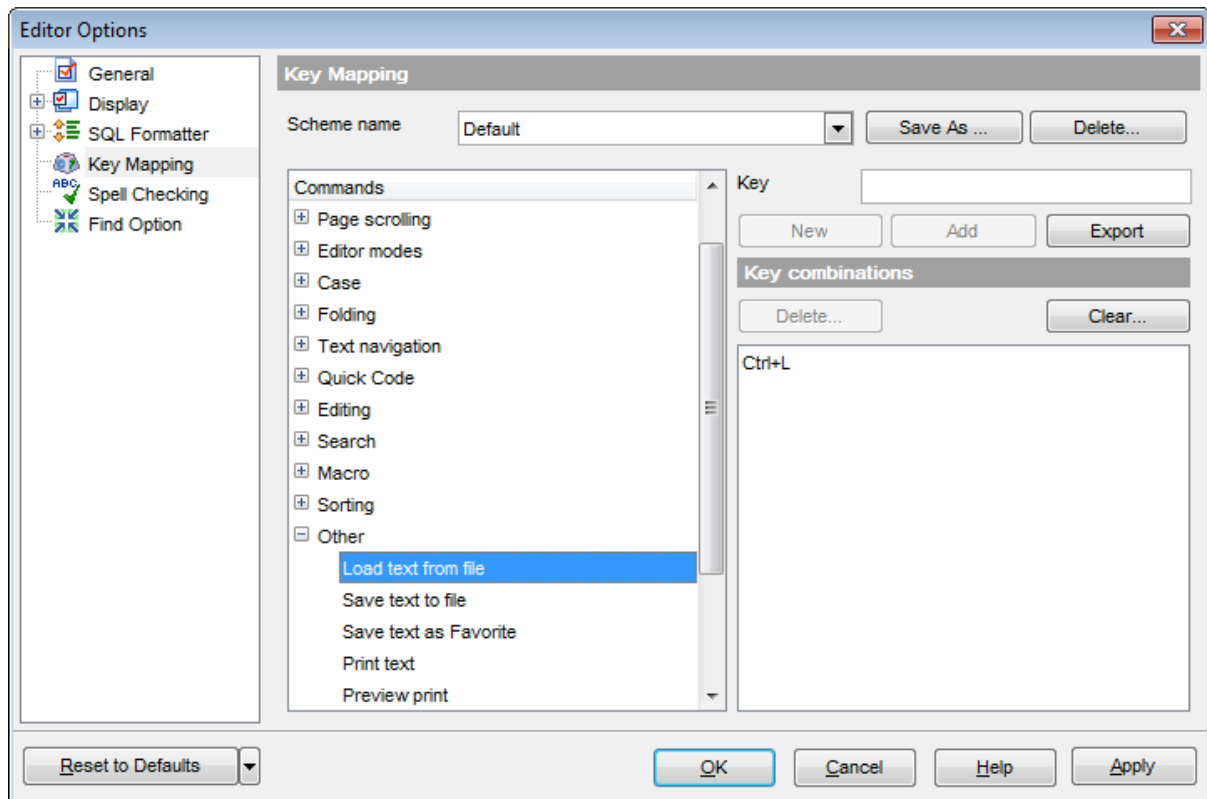 Editor Options
General
Display
SQL Formatter
Key Mapping
ABC
Spell Checking
Find Option
Key Mapping
Scheme name
Default
Save As ...
Delete...
Commands
Page scrolling
Editor modes
Case
Folding
Text navigation
Quick Code
Editing
Search
Macro
Sorting
Other
Load text from file
Save text to file
Save text as Favorite
Print text
Preview print
Key
New
Add
Export
Key combinations
Delete...
Clear...
Ctrl+L
Reset to Defaults
OK
Cancel
Help
Apply